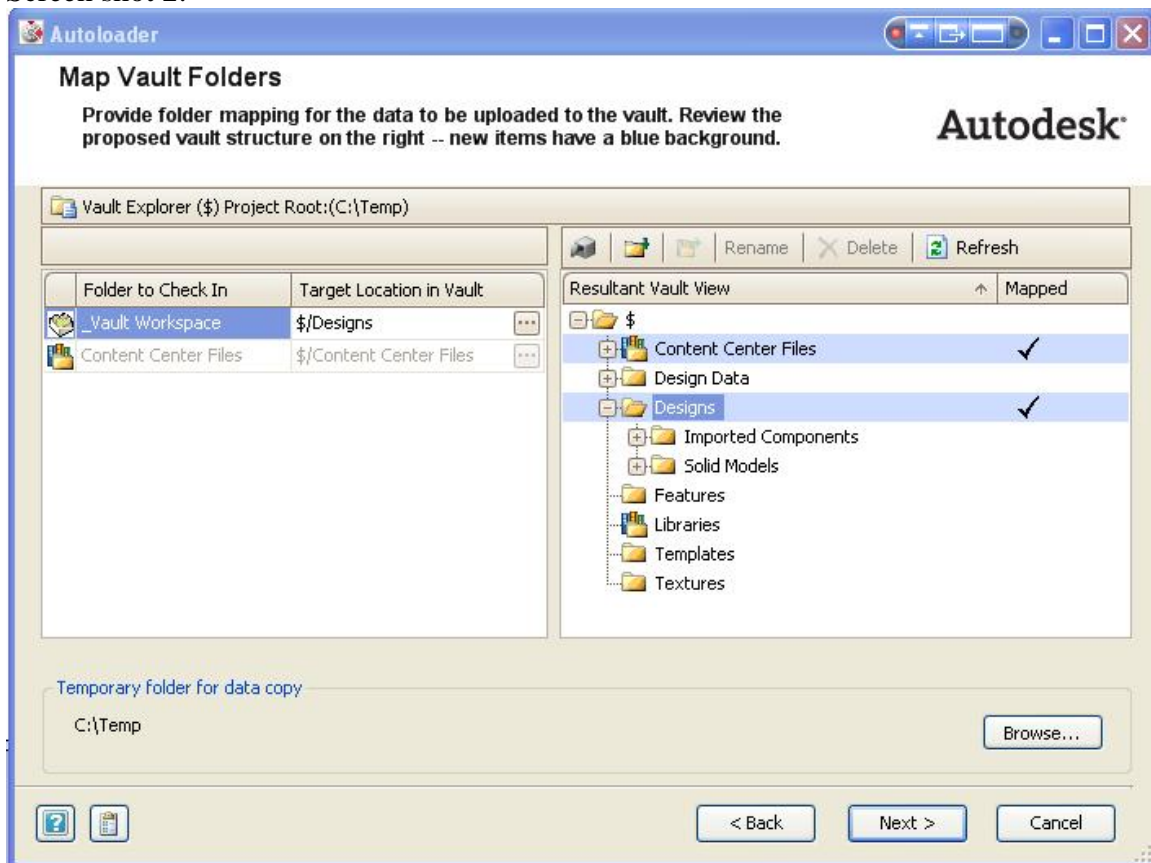 Screen shot 2:
Autoloader
Map Vault Folders
Provide folder mapping for the data to be uploaded to the vault. Review the
proposed vault structure on the right -- new items have a blue background.
Autodesk
Vault Explorer ($) Project Root:(C:\Temp)
Rename Delete Refresh
Folder to Check In Target Location in Vault
Resultant Vault View Mapped
_Vault Workspace $/Designs ...
Content Center Files $/Content Center Files ...
$
Content Center Files
Design Data
Designs
Imported Components
Solid Models
Features
Libraries
Templates
Textures
Temporary folder for data copy
C:\Temp
Browse...
< Back Next > Cancel